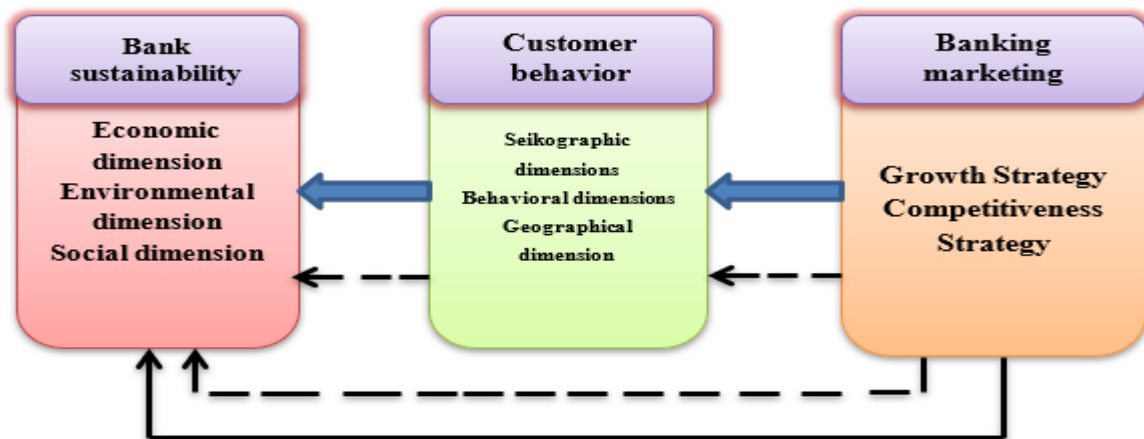 Bank
sustainability
Economic
dimension
Environmental
dimension
Social dimension
Customer
behavior
Seikographic
dimensions
Behavioral dimensions
Geographical
dimension
Banking
marketing
Growth Strategy
Competitiveness
Strategy